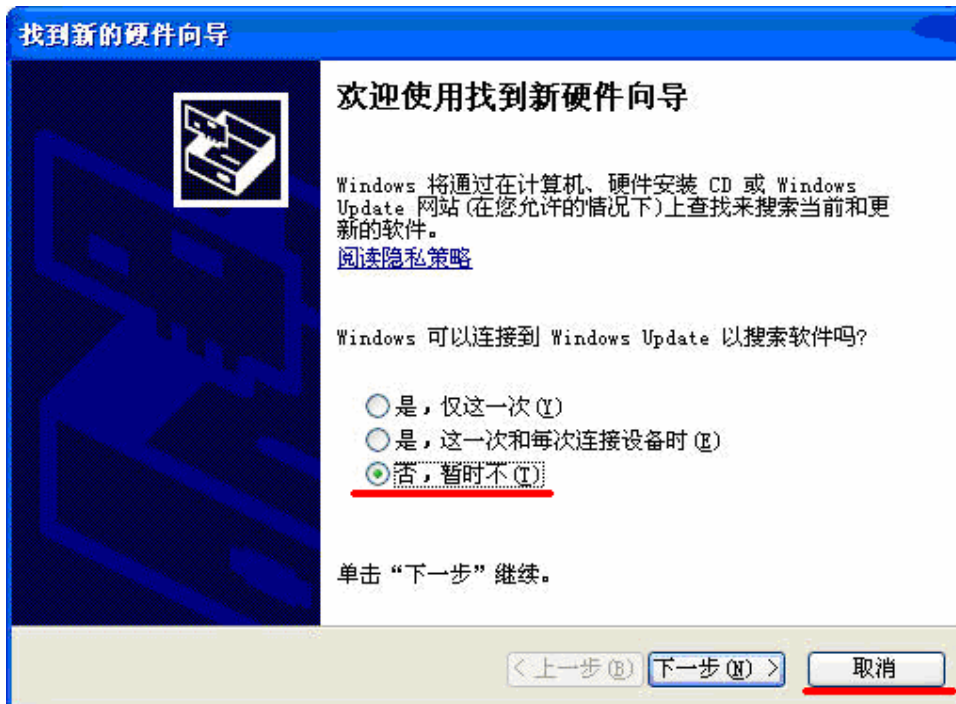 找到新的硬件向导
欢迎使用找到新硬件向导
Windows 将通过在计算机、硬件安装 CD 或 Windows
Update 网站(在您允许的情况下)上查找来搜索当前和更
新的软件。
阅读隐私策略
Windows 可以连接到 Windows Update 以搜索软件吗?
是，仅这一次(Y)
是，这一次和每次连接设备时(E)
否，暂时不(T)
单击“下一步”继续。
< 上一步(B) 下一步(N) > 取消